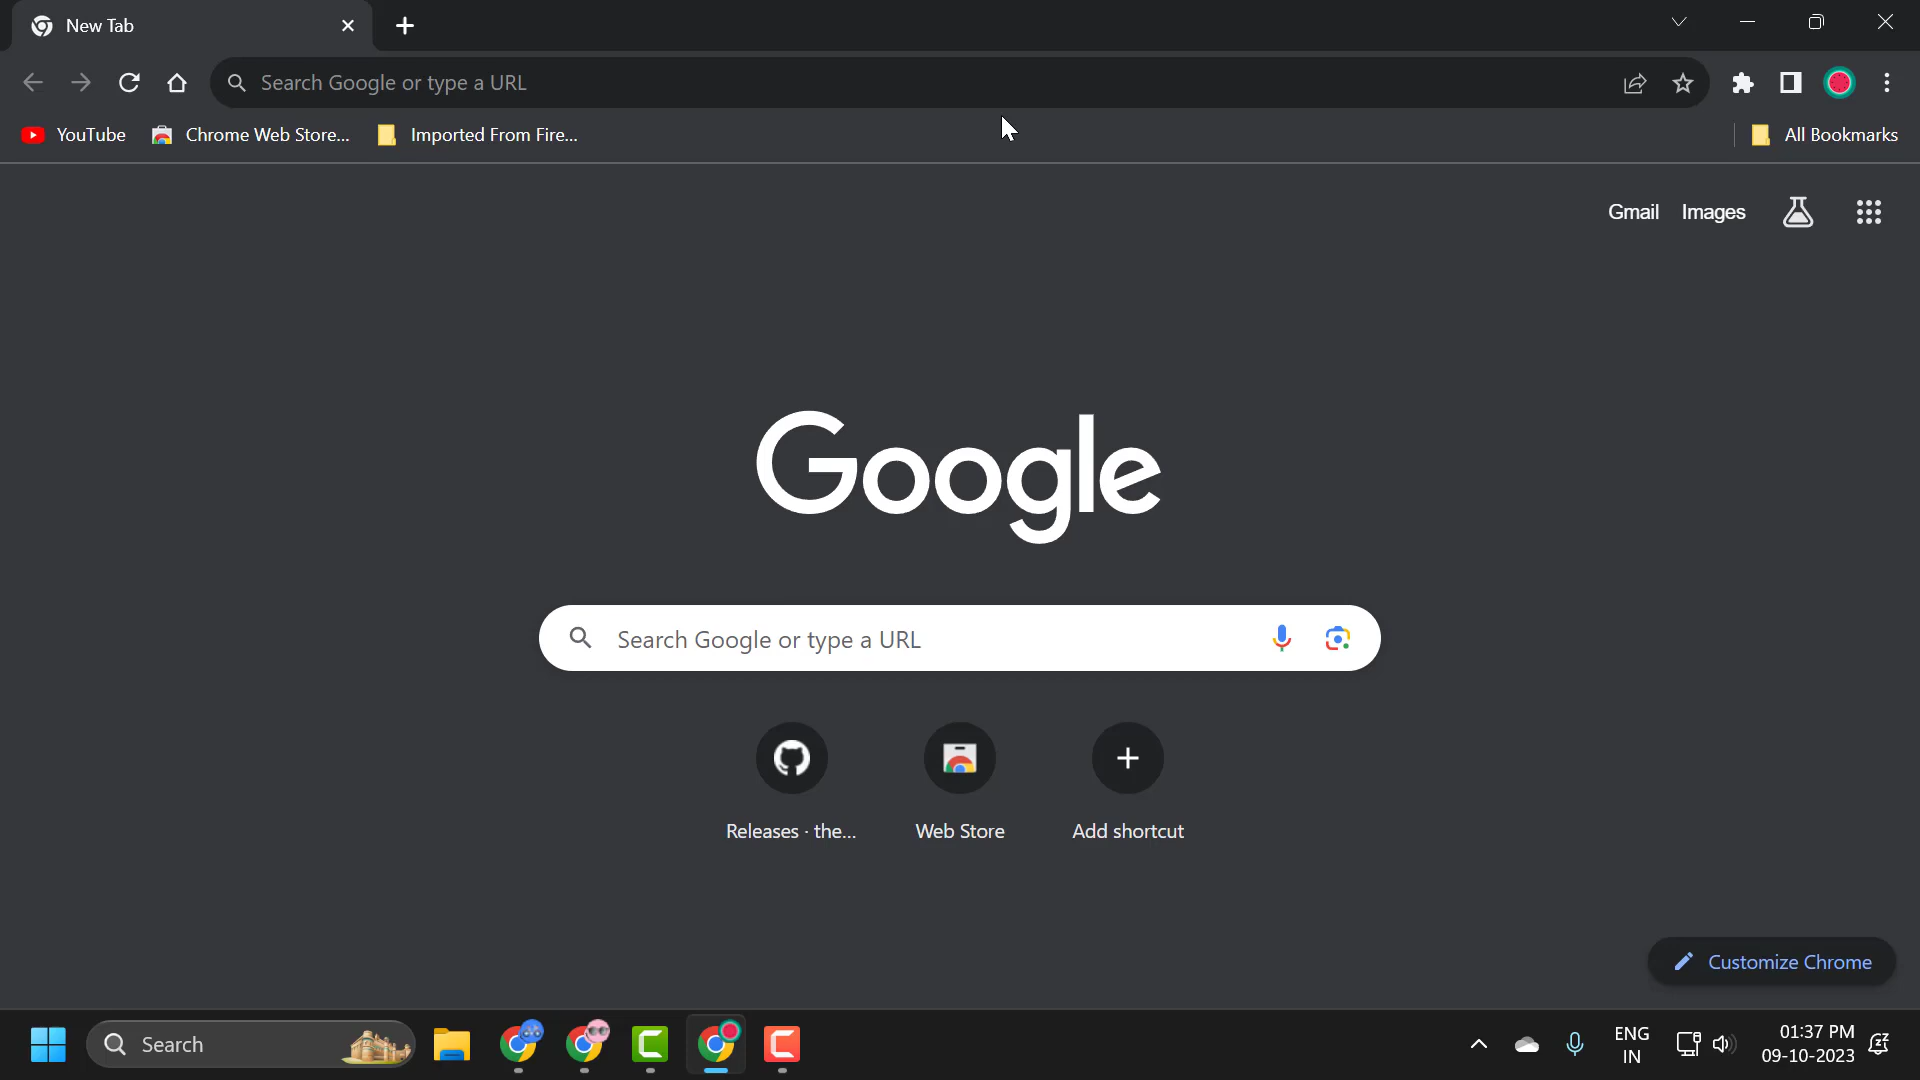 New Tab
Search Google or type a URL
YouTube
Chrome Web Store...
Imported From Fire...
All Bookmarks
Gmail
Images
Google
Search Google or type a URL
Releases · the...
Web Store
Add shortcut
Customize Chrome
Search
ENG
IN
01:37 PM
09-10-2023